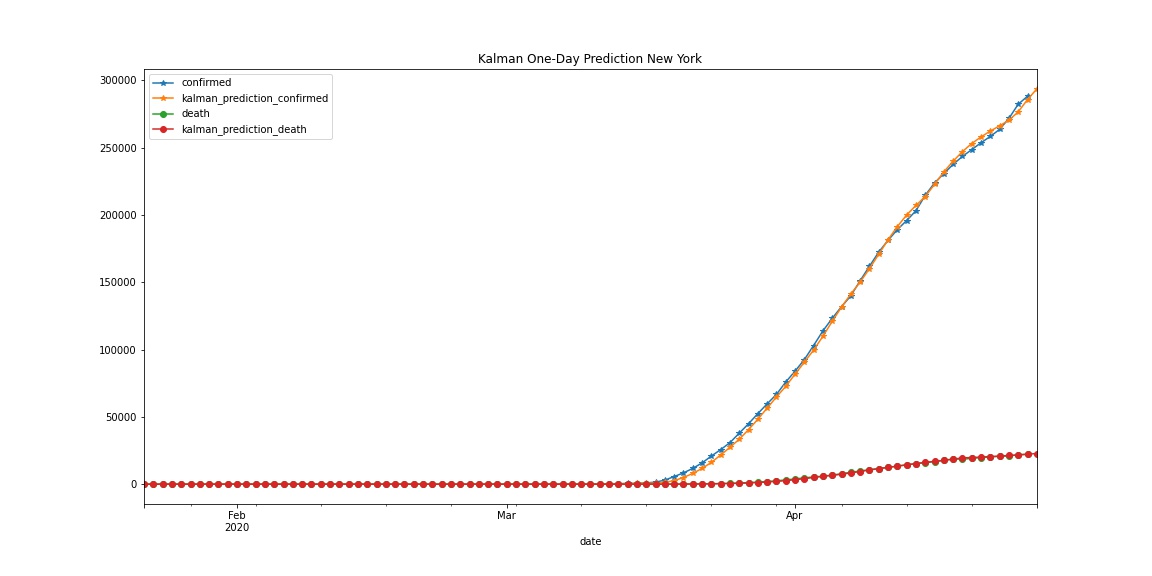 Kalman One-Day Prediction New York
confirmed
kalman_prediction_confirmed
death
kalman_prediction_death
300000
250000
200000
150000
100000
50000
0
Feb
2020
Mar
Apr
date